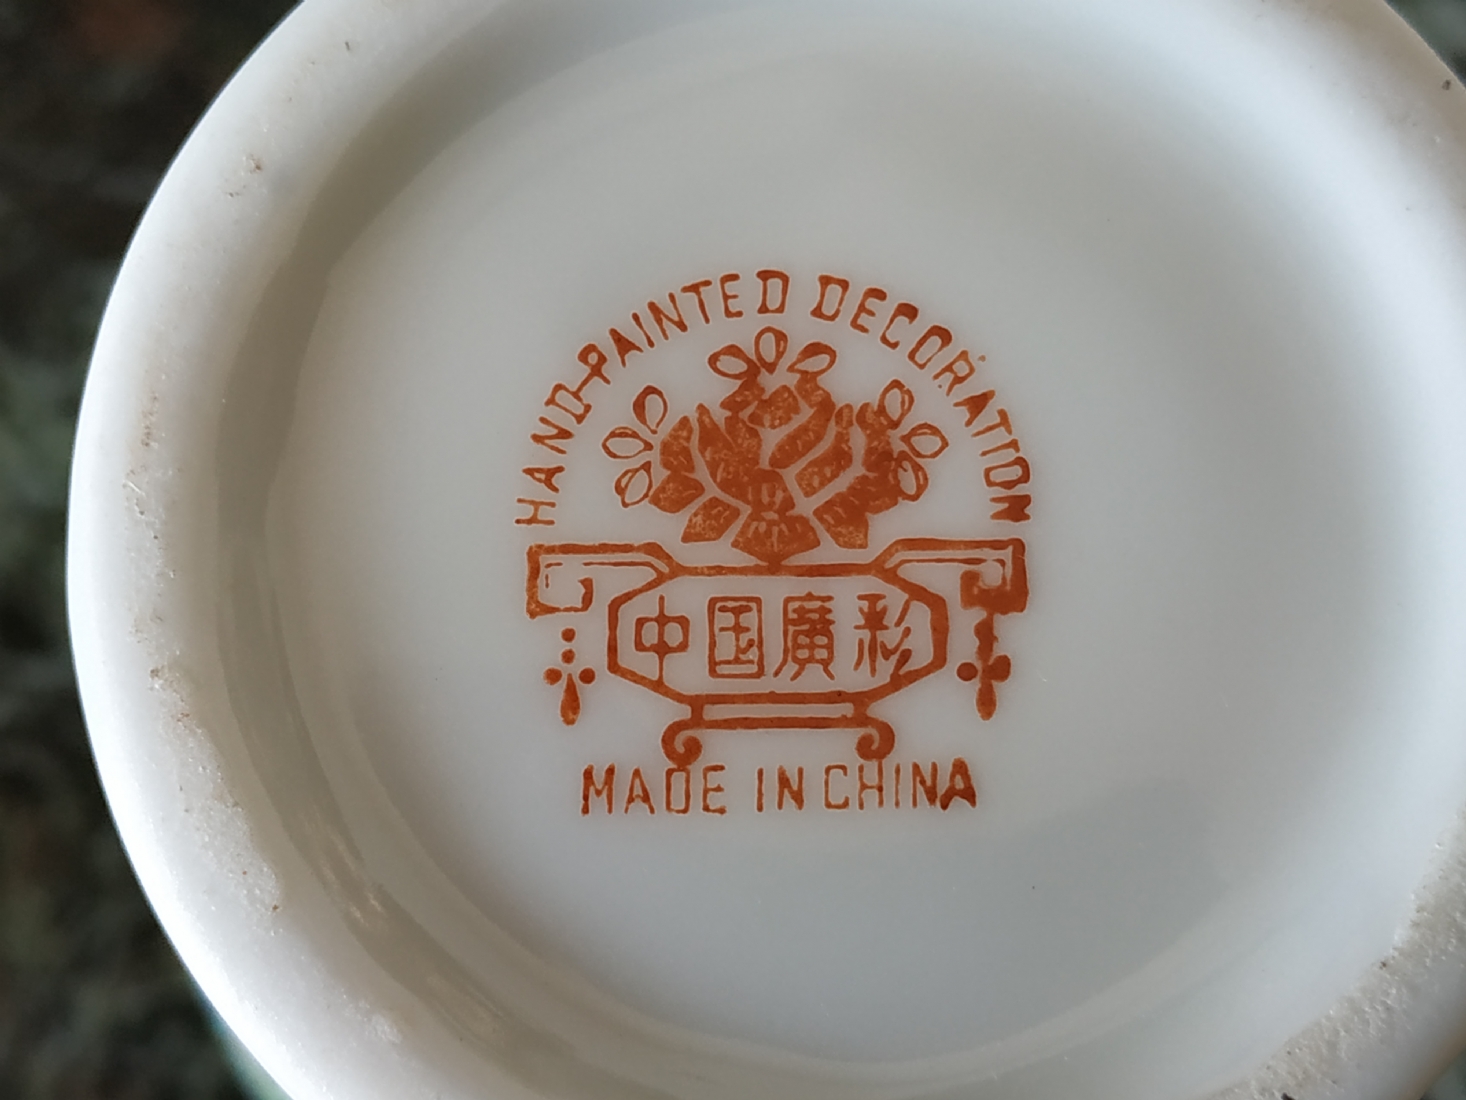 HAND-PAINTED DECORATION
中国廣彩
MADE IN CHINA